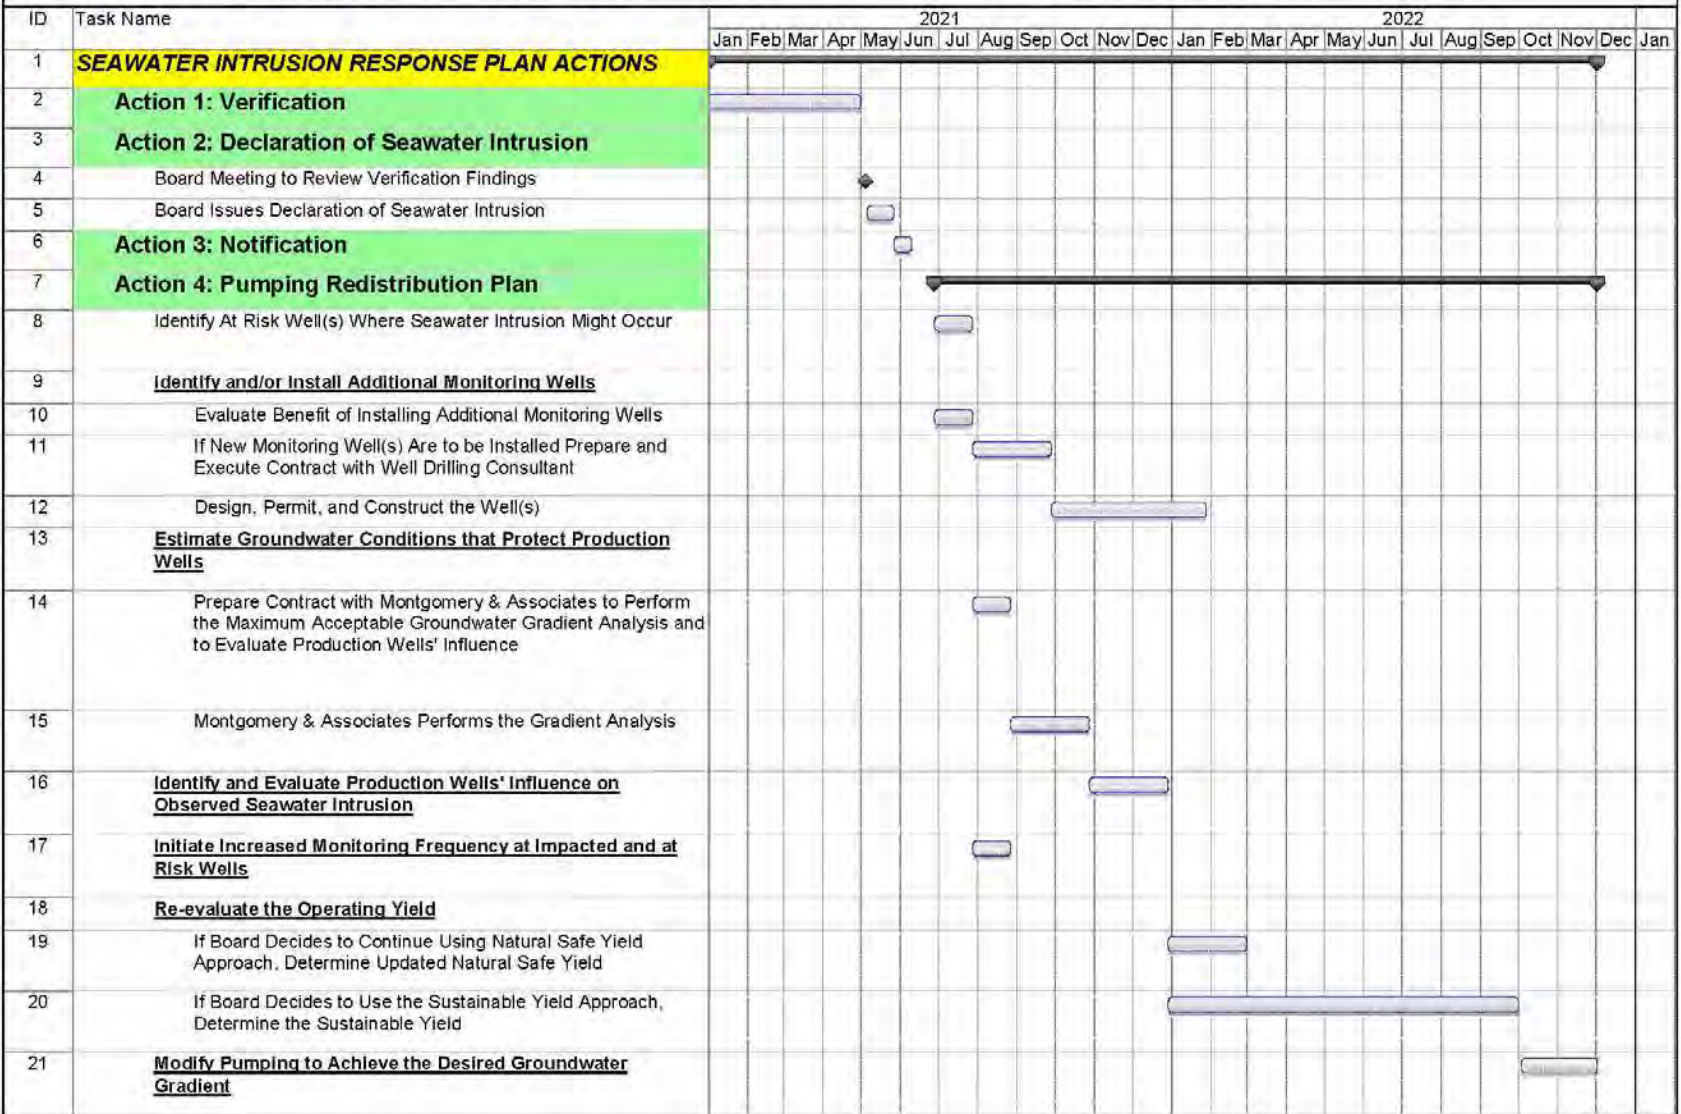 ID Task Name 2021 2022
Jan Feb Mar Apr May Jun Jul Aug Sep Oct Nov Dec Jan Feb Mar Apr May Jun Jul Aug Sep Oct Nov Dec Jan
1 SEAWATER INTRUSION RESPONSE PLAN ACTIONS
2 Action 1: Verification
3 Action 2: Declaration of Seawater Intrusion
4 Board Meeting to Review Verification Findings
5 Board Issues Declaration of Seawater Intrusion
6 Action 3: Notification
7 Action 4: Pumping Redistribution Plan
8 Identify At Risk Well(s) Where Seawater Intrusion Might Occur
9 Identify and/or Install Additional Monitoring Wells
10 Evaluate Benefit of Installing Additional Monitoring Wells
11 If New Monitoring Well(s) Are to be Installed Prepare and
Execute Contract with Well Drilling Consultant
12 Design, Permit, and Construct the Well(s)
13 Estimate Groundwater Conditions that Protect Production
Wells
14 Prepare Contract with Montgomery & Associates to Perform
the Maximum Acceptable Groundwater Gradient Analysis and
to Evaluate Production Wells' Influence
15 Montgomery & Associates Performs the Gradient Analysis
16 Identify and Evaluate Production Wells' Influence on
Observed Seawater Intrusion
17 Initiate Increased Monitoring Frequency at Impacted and at
Risk Wells
18 Re-evaluate the Operating Yield
19 If Board Decides to Continue Using Natural Safe Yield
Approach, Determine Updated Natural Safe Yield
20 If Board Decides to Use the Sustainable Yield Approach,
Determine the Sustainable Yield
21 Modify Pumping to Achieve the Desired Groundwater
Gradient